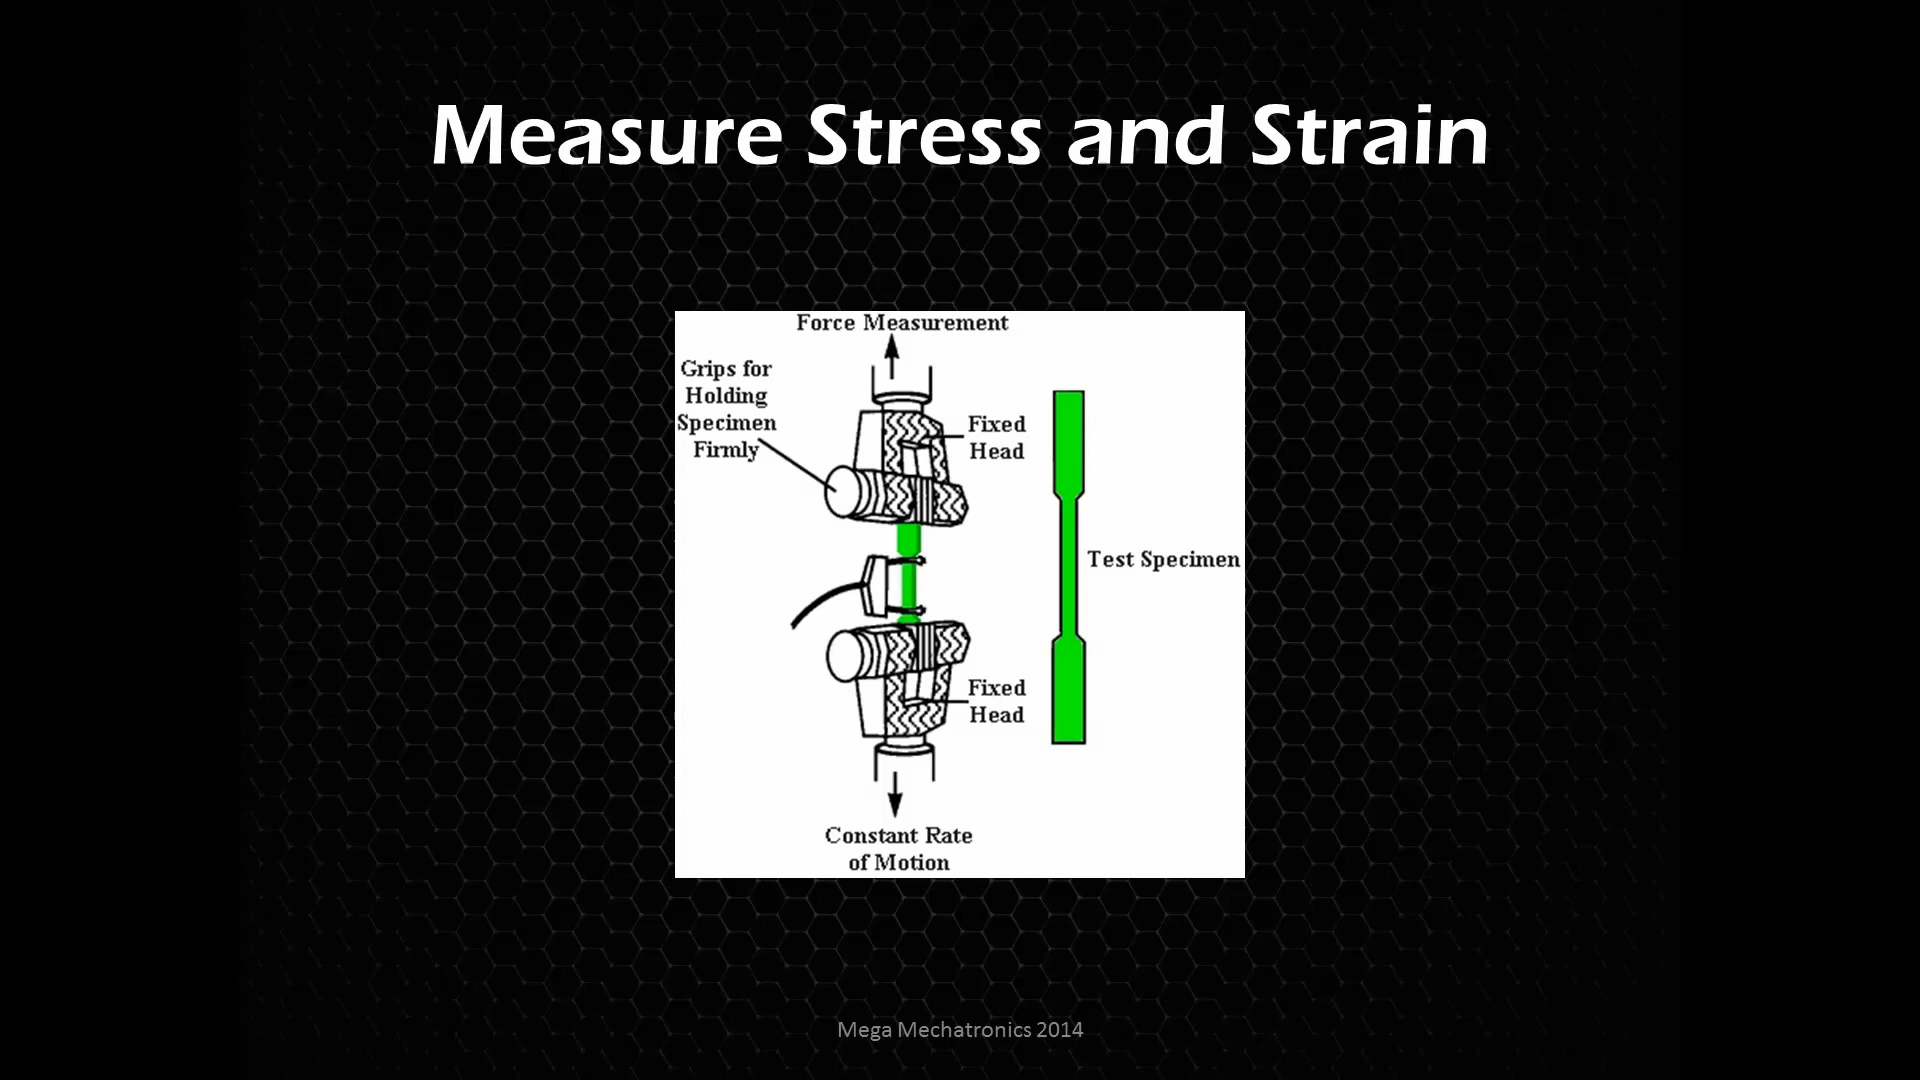 Measure Stress and Strain
Force Measurement
Grips for
Holding
Specimen
Firmly
Fixed
Head
Test Specimen
Fixed
Head
Constant Rate
of Motion
Mega Mechatronics 2014